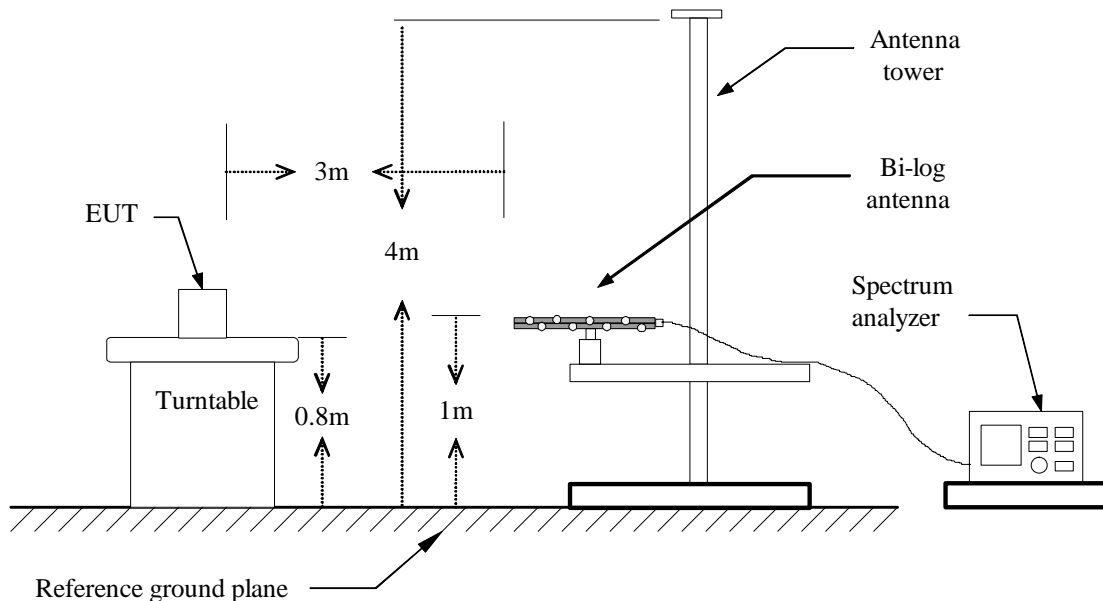 Antenna
tower
3m
Bi-log
antenna
EUT
4m
Spectrum
analyzer
Turntable
0.8m
1m
Reference ground plane